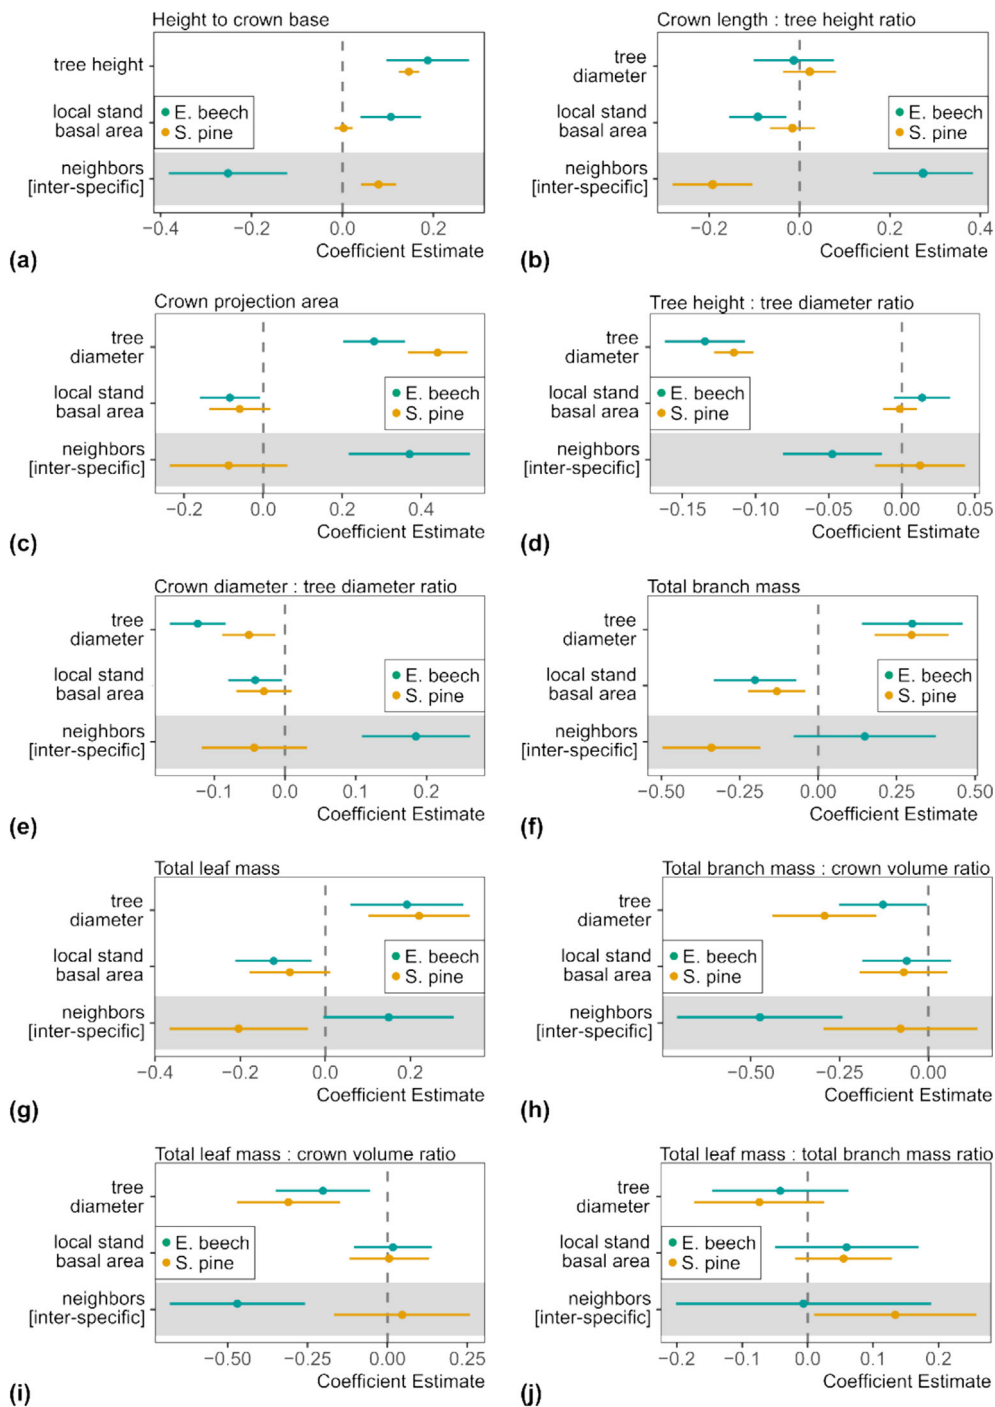 Height to crown base
tree height
local stand
basal area
neighbors
[inter-specific]
E. beech
S. pine
−0.4 −0.2 0.0 0.2
Coefficient Estimate
(a)
Crown length : tree height ratio
tree
diameter
local stand
basal area
neighbors
[inter-specific]
E. beech
S. pine
−0.2 0.0 0.2 0.4
Coefficient Estimate
(b)
Crown projection area
tree
diameter
local stand
basal area
neighbors
[inter-specific]
E. beech
S. pine
−0.2 0.0 0.2 0.4
Coefficient Estimate
(c)
Tree height : tree diameter ratio
tree
diameter
local stand
basal area
neighbors
[inter-specific]
E. beech
S. pine
−0.15 −0.10 −0.05 0.00 0.05
Coefficient Estimate
(d)
Crown diameter : tree diameter ratio
tree
diameter
local stand
basal area
neighbors
[inter-specific]
E. beech
S. pine
−0.1 0.0 0.1 0.2
Coefficient Estimate
(e)
Total branch mass
tree
diameter
local stand
basal area
neighbors
[inter-specific]
E. beech
S. pine
−0.50 −0.25 0.00 0.25 0.50
Coefficient Estimate
(f)
Total leaf mass
tree
diameter
local stand
basal area
neighbors
[inter-specific]
E. beech
S. pine
−0.4 −0.2 0.0 0.2
Coefficient Estimate
(g)
Total branch mass : crown volume ratio
tree
diameter
local stand
basal area
neighbors
[inter-specific]
E. beech
S. pine
−0.50 −0.25 0.00
Coefficient Estimate
(h)
Total leaf mass : crown volume ratio
tree
diameter
local stand
basal area
neighbors
[inter-specific]
E. beech
S. pine
−0.50 −0.25 0.00 0.25
Coefficient Estimate
(i)
Total leaf mass : total branch mass ratio
tree
diameter
local stand
basal area
neighbors
[inter-specific]
E. beech
S. pine
−0.2 −0.1 0.0 0.1 0.2
Coefficient Estimate
(j)